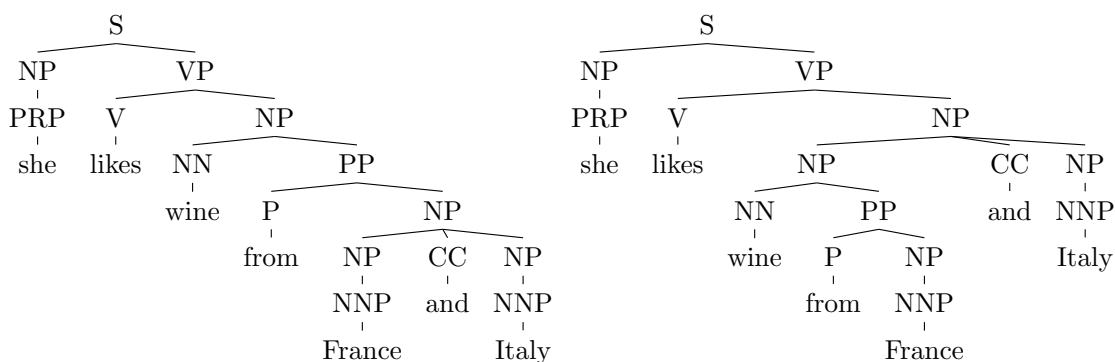 S S
NP VP NP VP
PRP V NP PRP V NP
she likes NN PP she likes NP CC NP
wine P NP NN PP and NNP
from NP CC NP wine P NP Italy
NNP and NNP from NNP
France Italy France